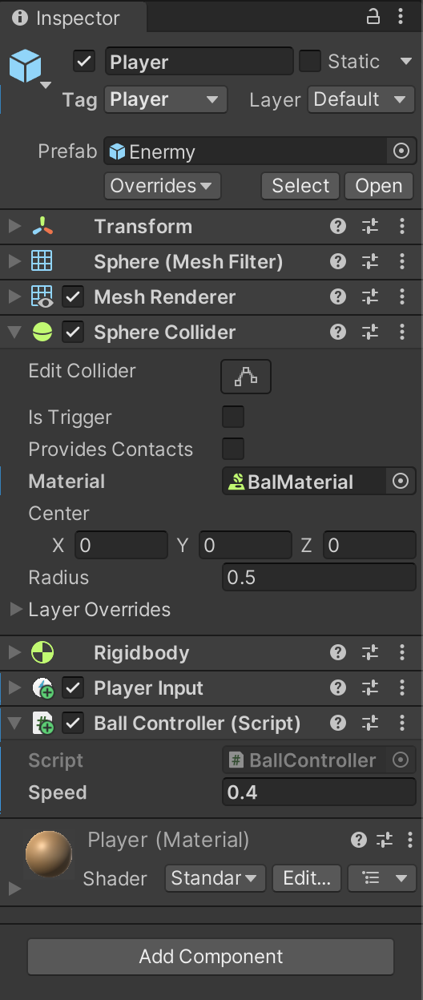 Inspector
Player Static
Tag Player Layer Default
Prefab Enermy
Overrides Select Open
Transform
Sphere (Mesh Filter)
Mesh Renderer
Sphere Collider
Edit Collider
Is Trigger
Provides Contacts
Material BalMaterial
Center
X 0 Y 0 Z 0
Radius 0.5
Layer Overrides
Rigidbody
Player Input
Ball Controller (Script)
Script # BallController
Speed 0.4
Player (Material)
Shader Standar Edit...
Add Component